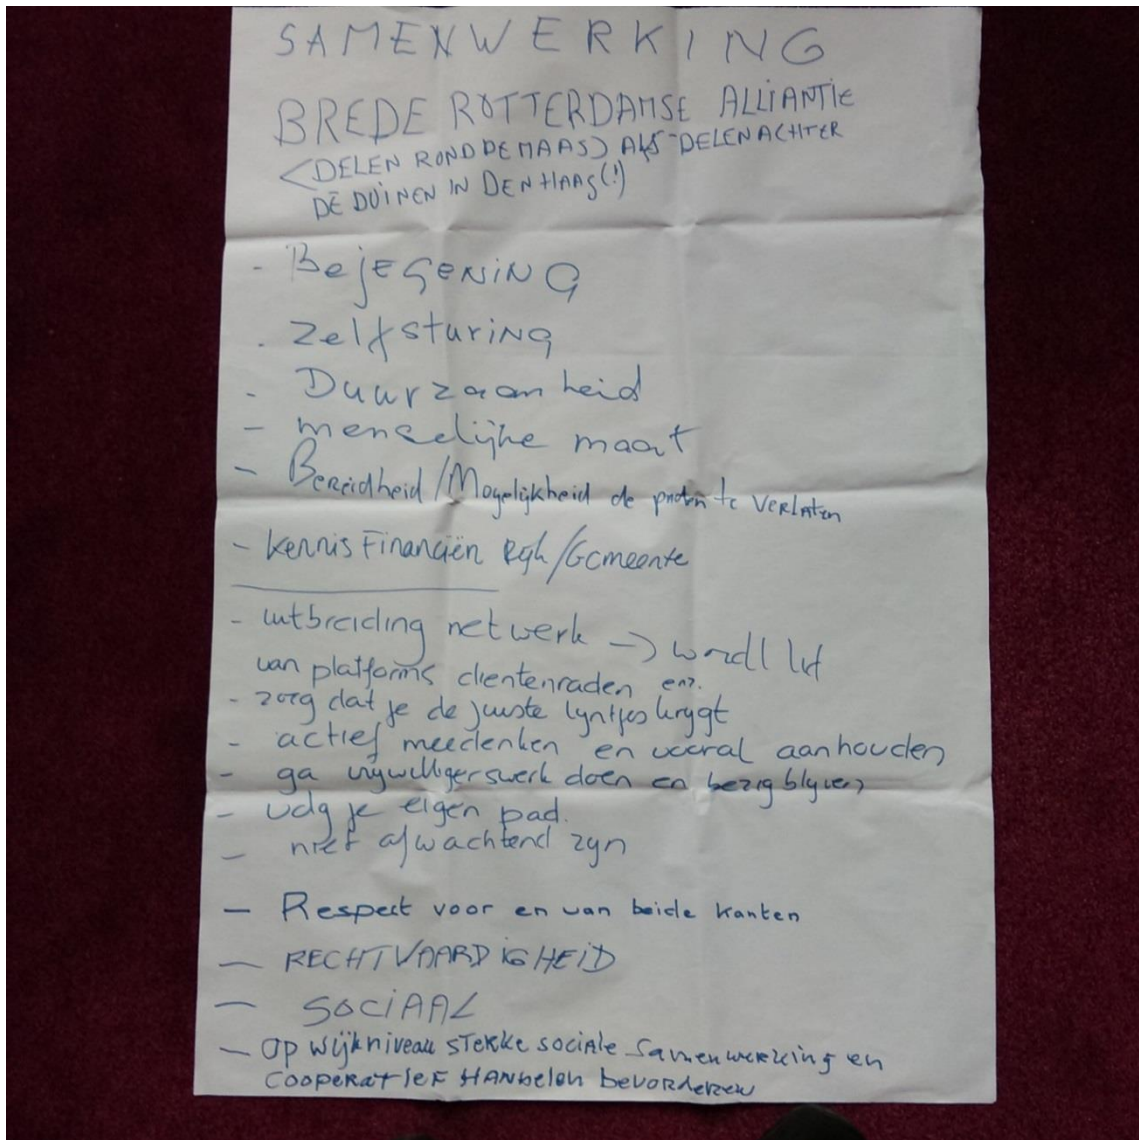 SAMENWERKING
BREDE ROTTERDAMSE ALLIANTIE
<DELEN ROND DE MAAS) ALS DELEN ACHTER
DE DUINEN IN DEN HAAG(!)
- BEJEGENING
- Zelfsturing
- Duurzaamheid
- menselijke maat
- Bereidheid/Mogelijkheid de paden te verlaten
- Kennis Financiën Rijk/Gemeente
- uitbreiding netwerk -> wordt lid
van platforms clientenraden enz.
- zorg dat je de juiste lijntjes krijgt
- actief meedenken en vooral aanhouden
- ga vrijwilligerswerk doen en bezig blijven
- volg je eigen pad.
- niet afwachtend zijn
- Respect voor en van beide kanten
- RECHTVAARDIGHEID
- SOCIAAL
- Op wijkniveau sterke sociale samenwerking en
COOPERATIEF HANDELEN bevorderen